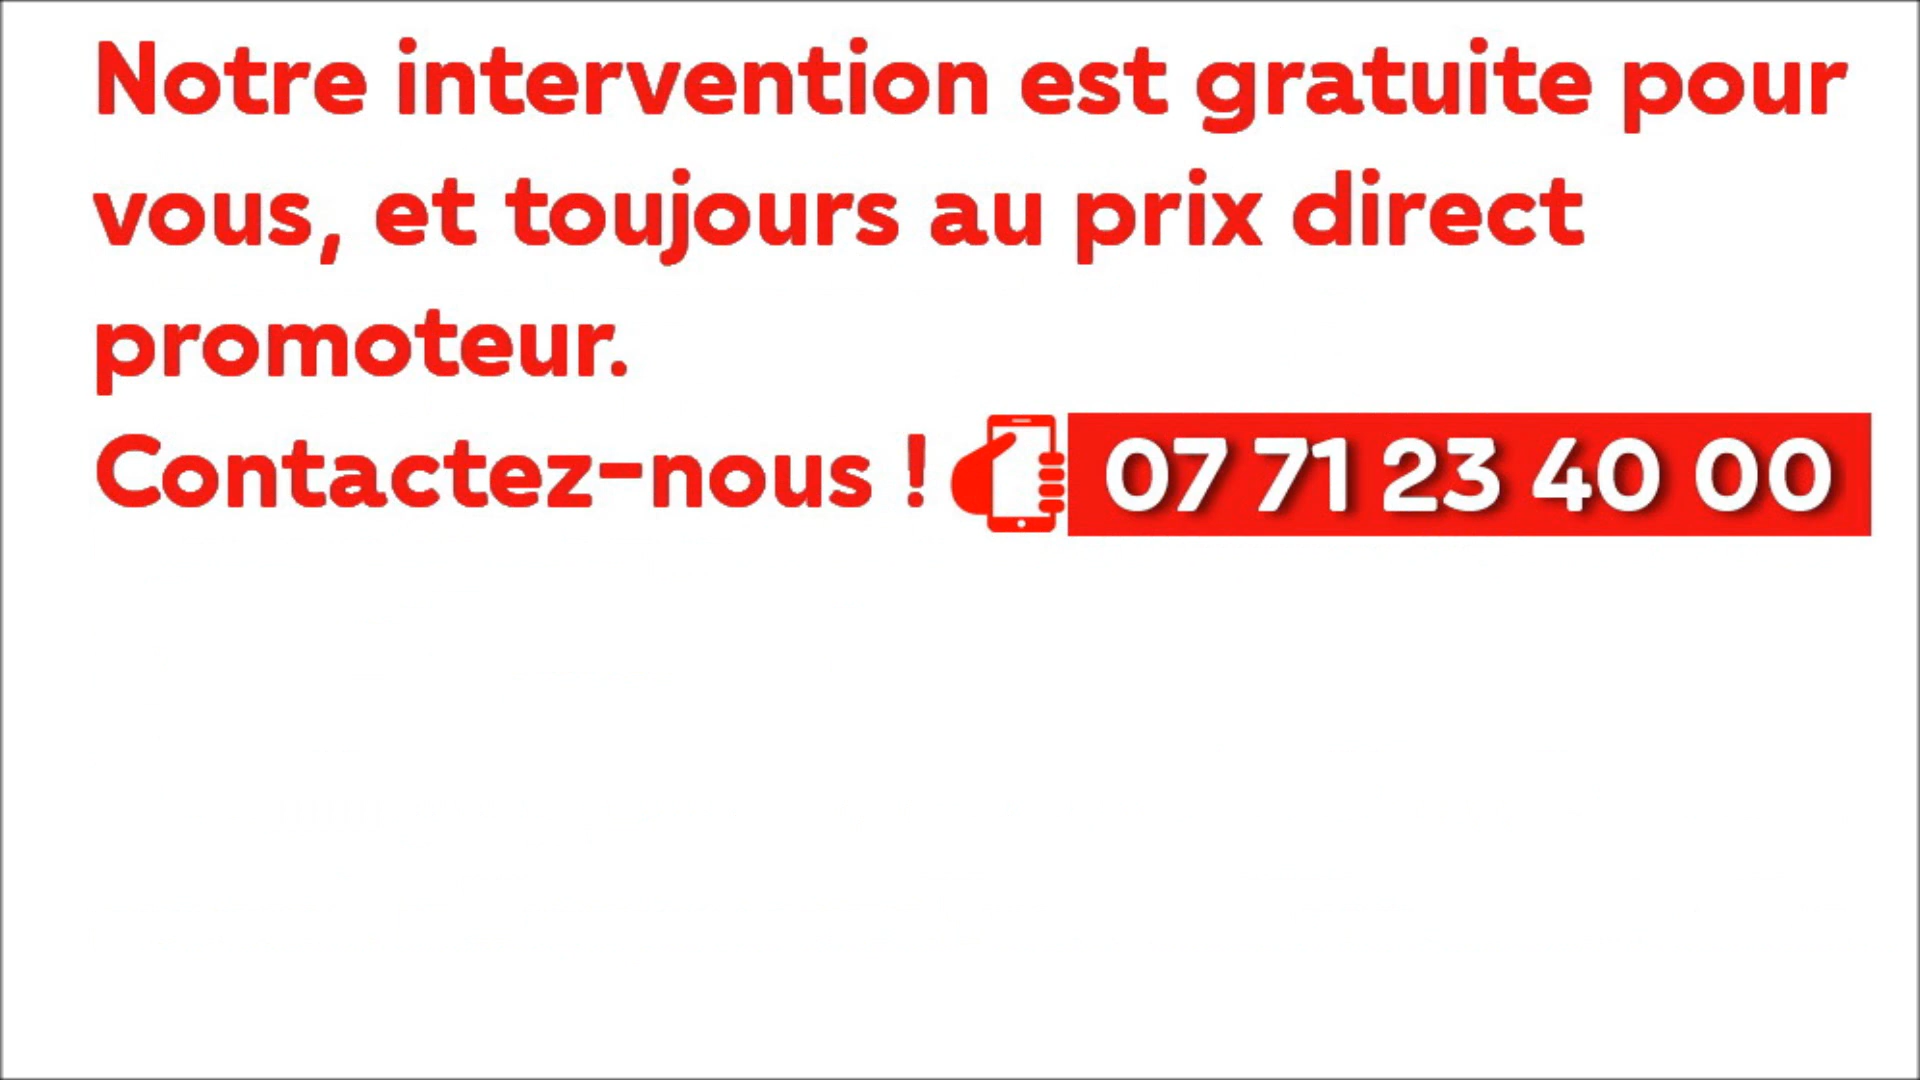 Notre intervention est gratuite pour
vous, et toujours au prix direct
promoteur.
Contactez-nous ! 07 71 23 40 00